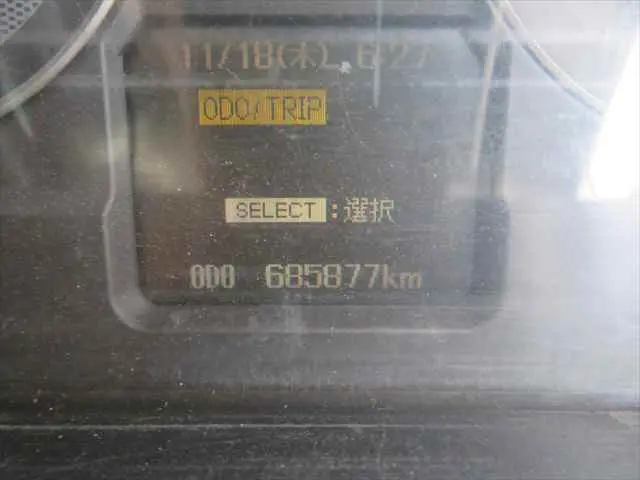 11/18(木) 6:27
ODO/TRIP
SELECT:選択
ODO 685877km